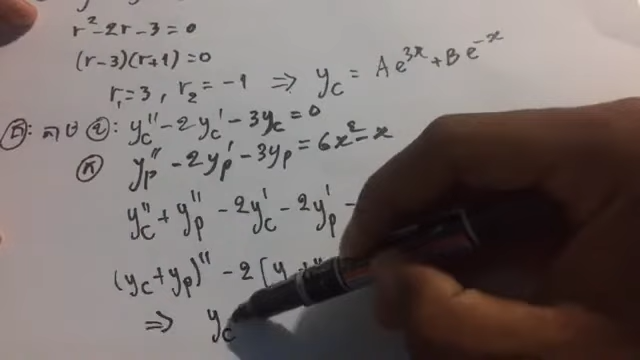 r²-2r-3=0
(r-3)(r+1)=0
r₁=3, r₂=-1 ⇒ y_c = Ae^{3x}+Be^{-x}
y_c''-2y_c'-3y_c=0
y_p''-2y_p'-3y_p=6x²-x
y_c''+y_p''-2y_c'-2y_p'-
(y_c+y_p)''-2[y
⇒ y_c